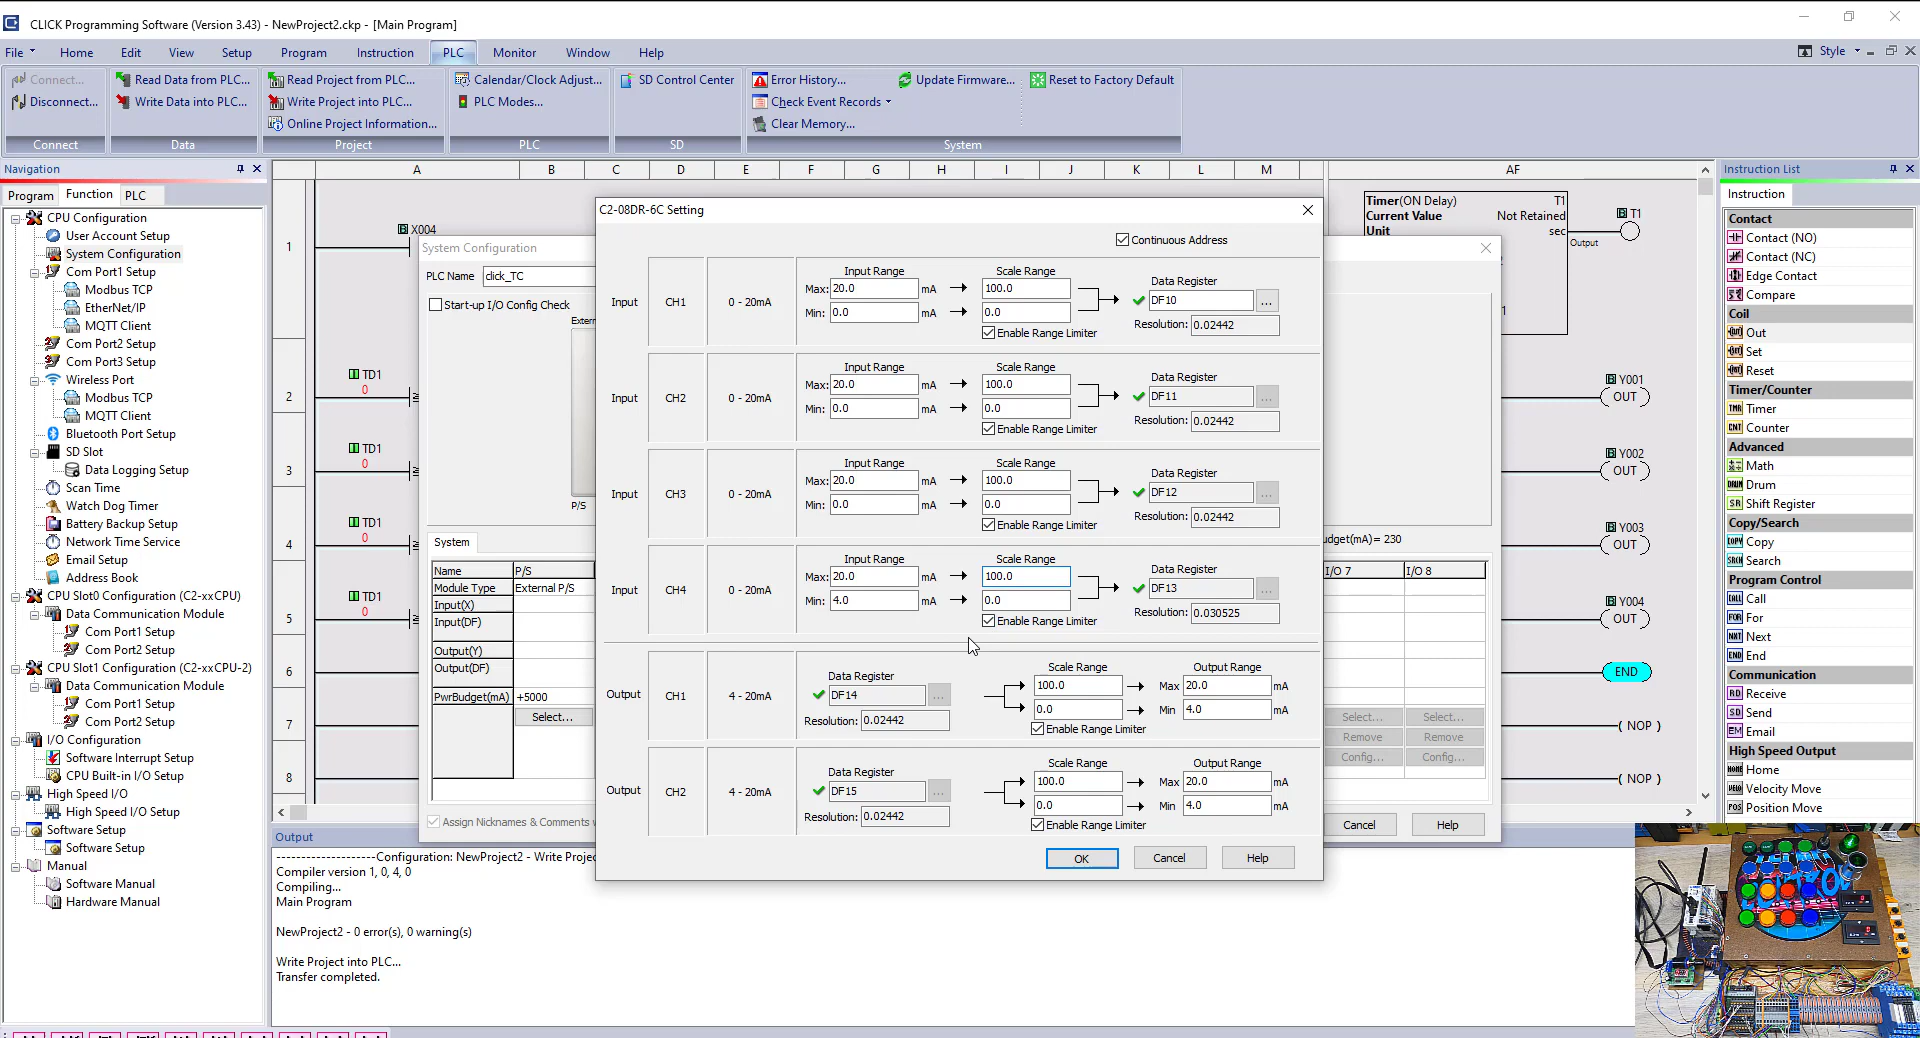 CLICK Programming Software (Version 3.43) - NewProject2.ckp - [Main Program]
File Home Edit View Setup Program Instruction PLC Monitor Window Help
Style
Connect... Read Data from PLC... Read Project from PLC... Calendar/Clock Adjust... SD Control Center Error History... Update Firmware... Reset to Factory Default
Disconnect... Write Data into PLC... Write Project into PLC... PLC Modes... Check Event Records
Online Project Information... Clear Memory...
Connect Data Project PLC SD System
Navigation
Program Function PLC
CPU Configuration
User Account Setup
System Configuration
Com Port1 Setup
Modbus TCP
EtherNet/IP
MQTT Client
Com Port2 Setup
Com Port3 Setup
Wireless Port
Modbus TCP
MQTT Client
Bluetooth Port Setup
SD Slot
Data Logging Setup
Scan Time
Watch Dog Timer
Battery Backup Setup
Network Time Service
Email Setup
Address Book
CPU Slot0 Configuration (C2-xxCPU)
Data Communication Module
Com Port1 Setup
Com Port2 Setup
CPU Slot1 Configuration (C2-xxCPU-2)
Data Communication Module
Com Port1 Setup
Com Port2 Setup
I/O Configuration
Software Interrupt Setup
CPU Built-in I/O Setup
High Speed I/O
High Speed I/O Setup
Software Setup
Software Setup
Manual
Software Manual
Hardware Manual
A B C D E F G H I J K L M AF
1
X004
2
TD1
0
3
TD1
0
4
TD1
0
5
TD1
0
6
7
8
Timer(ON Delay) T1
Current Value Not Retained
Unit sec
Output
T1
Y001
OUT
Y002
OUT
Y003
OUT
Y004
OUT
END
( NOP )
( NOP )
System Configuration
PLC Name click_TC
Start-up I/O Config Check
Extern
P/S
udget(mA)= 230
System
Name P/S
Module Type External P/S
Input(X)
Input(DF)
Output(Y)
Output(DF)
PwrBudget(mA) +5000
Select...
I/O 7 I/O 8
Select... Select...
Remove Remove
Config... Config...
Assign Nicknames & Comments w
Cancel Help
C2-08DR-6C Setting
Continuous Address
Input CH1 0 - 20mA
Input Range Scale Range
Max: 20.0 mA 100.0
Min: 0.0 mA 0.0
Enable Range Limiter
Data Register
DF10 ...
Resolution: 0.02442
Input CH2 0 - 20mA
Input Range Scale Range
Max: 20.0 mA 100.0
Min: 0.0 mA 0.0
Enable Range Limiter
Data Register
DF11 ...
Resolution: 0.02442
Input CH3 0 - 20mA
Input Range Scale Range
Max: 20.0 mA 100.0
Min: 0.0 mA 0.0
Enable Range Limiter
Data Register
DF12 ...
Resolution: 0.02442
Input CH4 0 - 20mA
Input Range Scale Range
Max: 20.0 mA 100.0
Min: 4.0 mA 0.0
Enable Range Limiter
Data Register
DF13 ...
Resolution: 0.030525
Output CH1 4 - 20mA
Data Register
DF14 ...
Resolution: 0.02442
Scale Range Output Range
100.0 Max 20.0 mA
0.0 Min 4.0 mA
Enable Range Limiter
Output CH2 4 - 20mA
Data Register
DF15 ...
Resolution: 0.02442
Scale Range Output Range
100.0 Max 20.0 mA
0.0 Min 4.0 mA
Enable Range Limiter
OK Cancel Help
Output
--------------------Configuration: NewProject2 - Write Projec
Compiler version 1, 0, 4, 0
Compiling...
Main Program
NewProject2 - 0 error(s), 0 warning(s)
Write Project into PLC...
Transfer completed.
Instruction List
Instruction
Contact
Contact (NO)
Contact (NC)
Edge Contact
Compare
Coil
Out
Set
Reset
Timer/Counter
Timer
Counter
Advanced
Math
Drum
Shift Register
Copy/Search
Copy
Search
Program Control
Call
For
Next
End
Communication
Receive
Send
Email
High Speed Output
Home
Velocity Move
Position Move